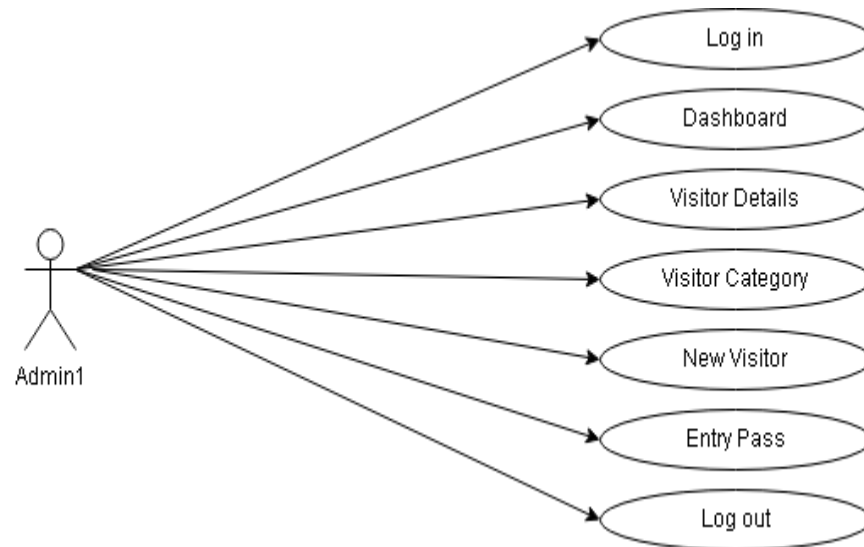 Log in
Dashboard
Visitor Details
Visitor Category
New Visitor
Admin1
Entry Pass
Log out